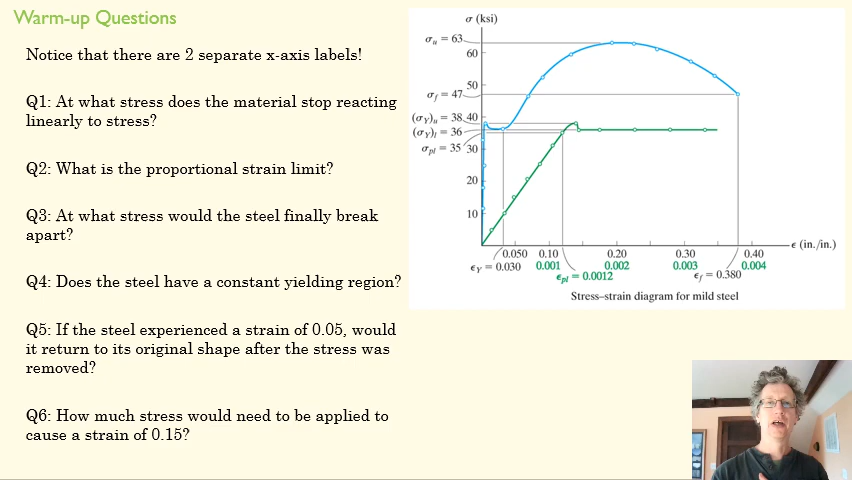 Warm-up Questions
Notice that there are 2 separate x-axis labels!
Q1: At what stress does the material stop reacting
linearly to stress?
Q2: What is the proportional strain limit?
Q3: At what stress would the steel finally break
apart?
Q4: Does the steel have a constant yielding region?
Q5: If the steel experienced a strain of 0.05, would
it return to its original shape after the stress was
removed?
Q6: How much stress would need to be applied to
cause a strain of 0.15?
σ (ksi)
σu = 63
60
50
σf = 47
(σY)u = 38
40
(σY)l = 36
σpl = 35
30
20
10
ϵ (in./in.)
0.050 0.10 0.20 0.30 0.40
ϵY = 0.030 0.001 0.002 0.003 0.004
ϵpl = 0.0012 ϵf = 0.380
Stress–strain diagram for mild steel